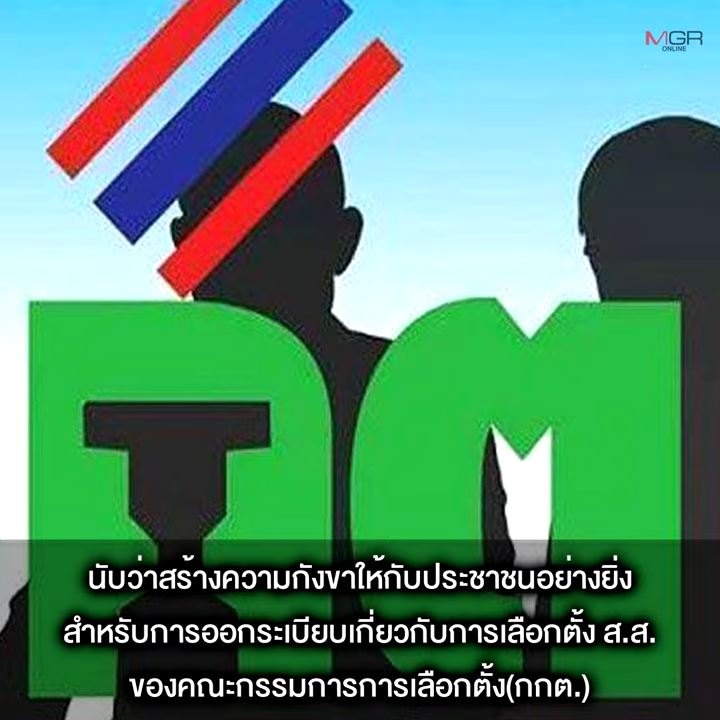 MGR
ONLINE
กต
นับว่าสร้างความกังขาให้กับประชาชนอย่างยิ่ง
สำหรับการออกระเบียบเกี่ยวกับการเลือกตั้ง ส.ส.
ของคณะกรรมการการเลือกตั้ง(กกต.)